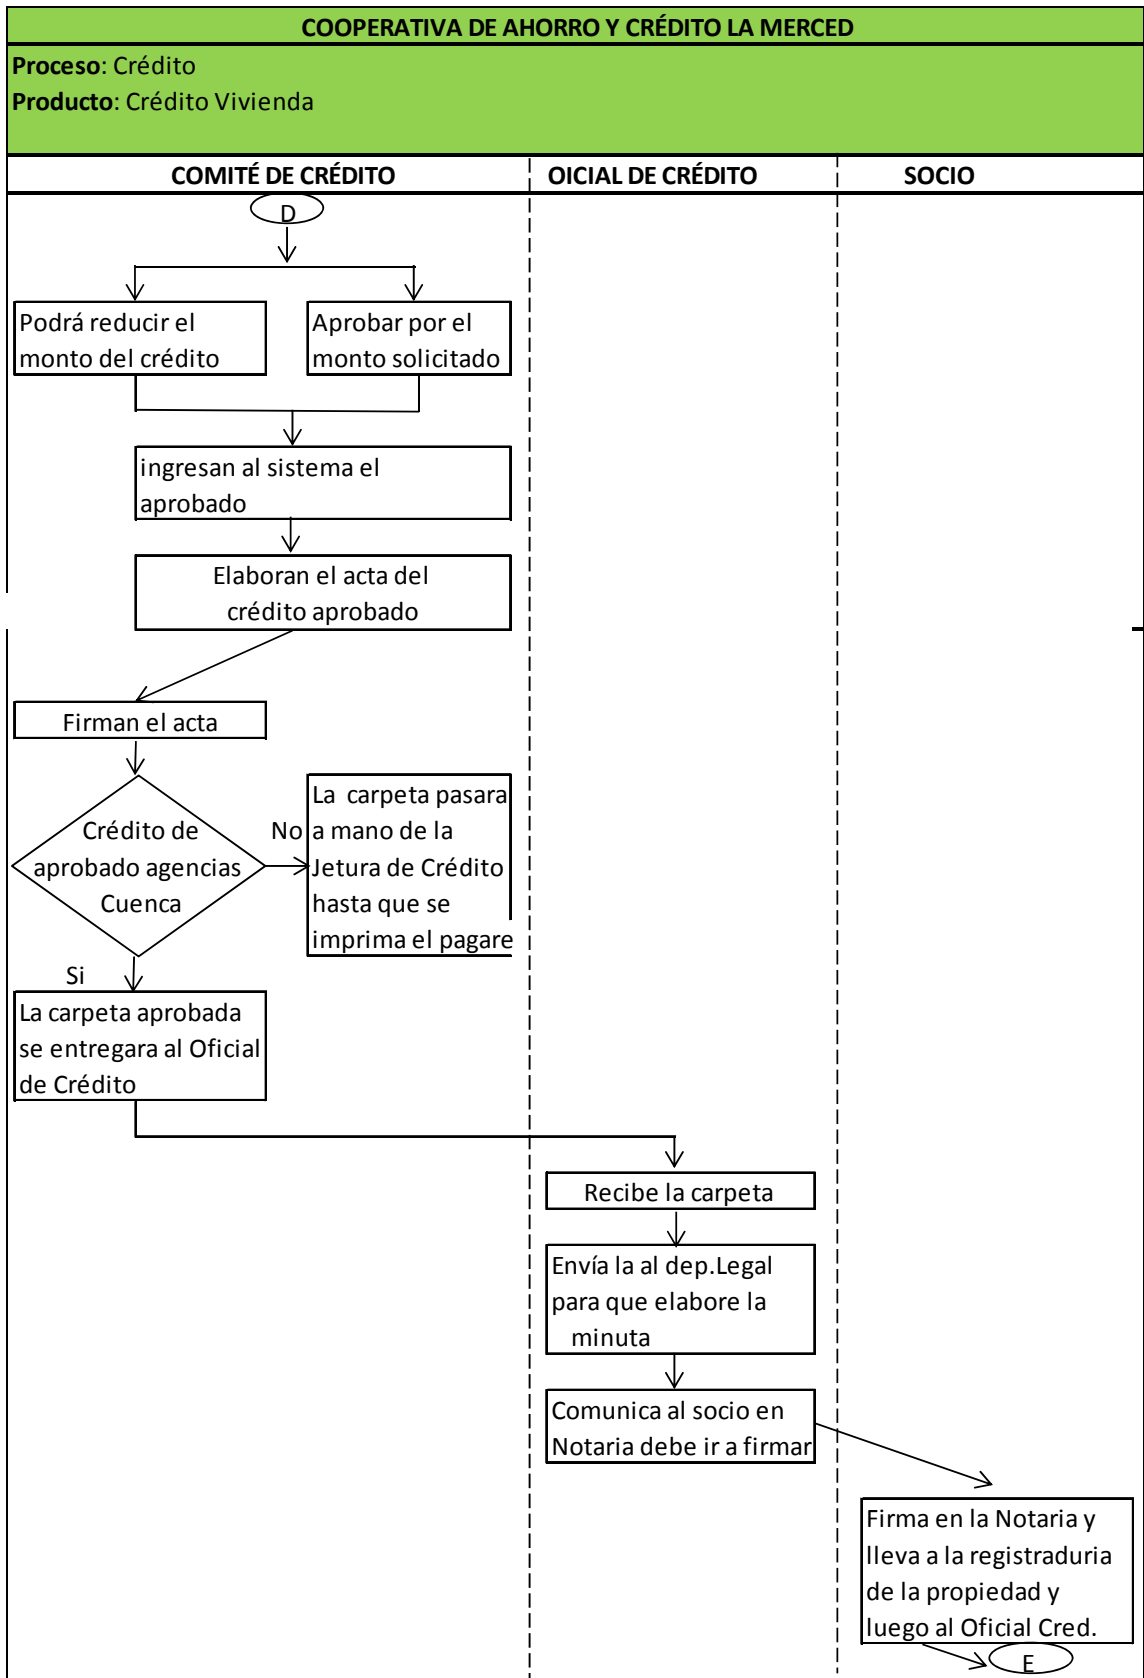 COOPERATIVA DE AHORRO Y CRÉDITO LA MERCED
Proceso: Crédito
Producto: Crédito Vivienda
COMITÉ DE CRÉDITO
OICIAL DE CRÉDITO
SOCIO
D
Podrá reducir el
monto del crédito
Aprobar por el
monto solicitado
ingresan al sistema el
aprobado
Elaboran el acta del
crédito aprobado
Firman el acta
Crédito de
aprobado agencias
Cuenca
No
La carpeta pasara
a mano de la
Jetura de Crédito
hasta que se
imprima el pagare
Si
La carpeta aprobada
se entregara al Oficial
de Crédito
Recibe la carpeta
Envía la al dep.Legal
para que elabore la
minuta
Comunica al socio en
Notaria debe ir a firmar
Firma en la Notaria y
lleva a la registraduria
de la propiedad y
luego al Oficial Cred.
E